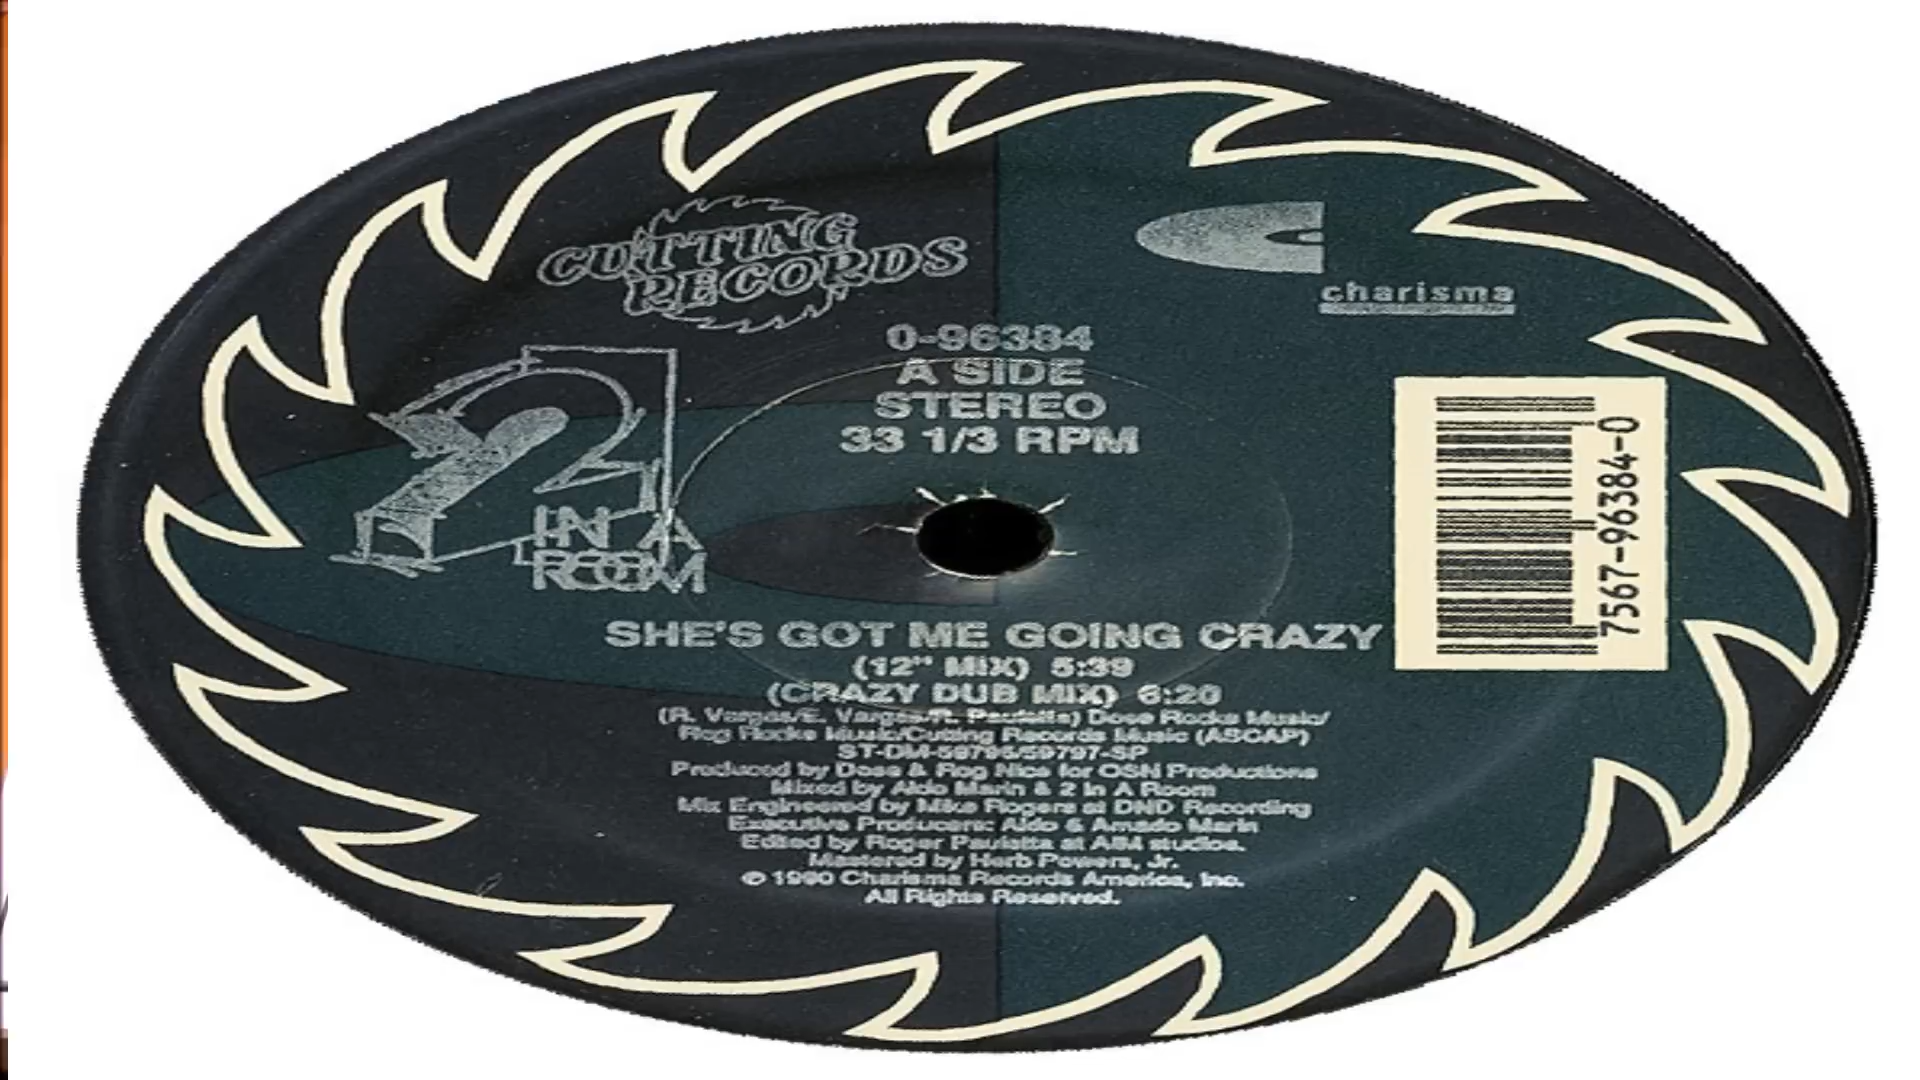 CUTTING
RECORDS
charisma
0-96384
A SIDE
STEREO
33 1/3 RPM
2
IN A
ROOM
7567-96384-0
SHE'S GOT ME GOING CRAZY
(12" MIX) 5:39
(CRAZY DUB MIX) 6:20
(R. Vargas/E. Vargas/R. Pauletta) Dose Rocks Music/
Rog Rocks Music/Cutting Records Music (ASCAP)
ST-DM-59796/59797-SP
Produced by Dose & Rog Nice for OSN Productions
Mixed by Aldo Marin & 2 In A Room
Mix Engineered by Mike Rogers at DND Recording
Executive Producers: Aldo & Amado Marin
Edited by Roger Pauletta at AIM studios.
Mastered by Herb Powers, Jr.
℗ 1990 Charisma Records America, Inc.
All Rights Reserved.